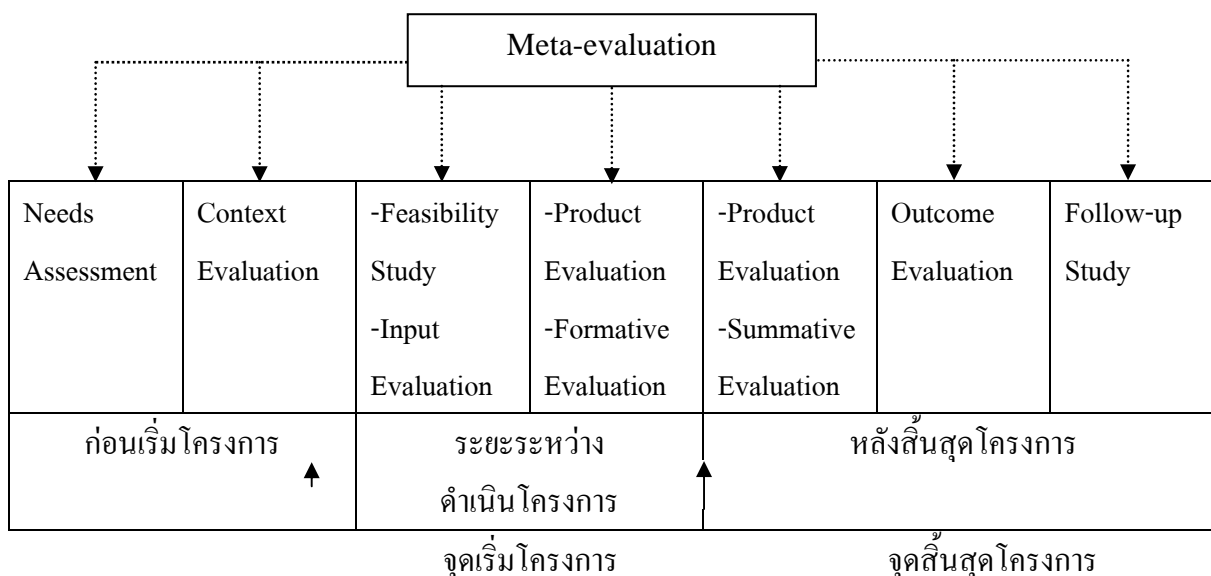 Meta-evaluation
Needs
Assessment
Context
Evaluation
-Feasibility
Study
-Input
Evaluation
-Product
Evaluation
-Formative
Evaluation
-Product
Evaluation
-Summative
Evaluation
Outcome
Evaluation
Follow-up
Study
ก่อนเริ่มโครงการ
ระยะระหว่าง
ดำเนินโครงการ
หลังสิ้นสุดโครงการ
จุดเริ่มโครงการ
จุดสิ้นสุดโครงการ